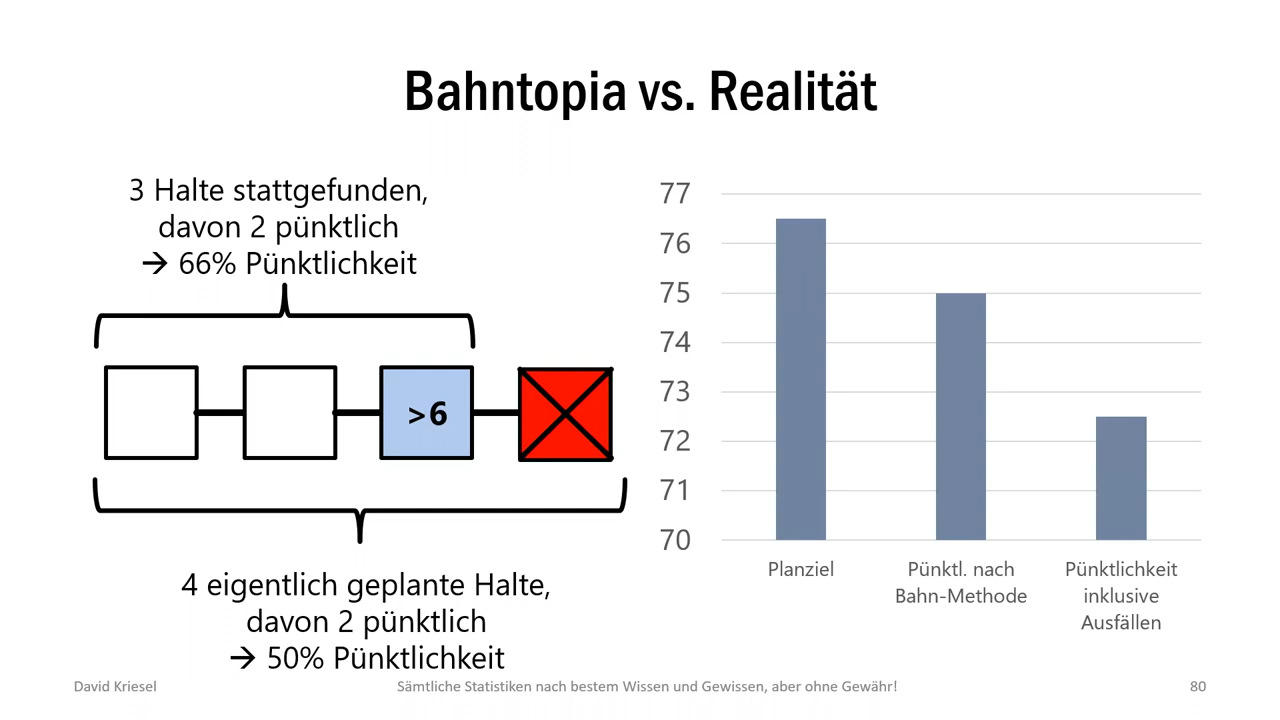 Bahntopia vs. Realität
3 Halte stattgefunden,
davon 2 pünktlich
→ 66% Pünktlichkeit
>6
4 eigentlich geplante Halte,
davon 2 pünktlich
→ 50% Pünktlichkeit
77
76
75
74
73
72
71
70
Planziel
Pünktl. nach
Bahn-Methode
Pünktlichkeit
inklusive
Ausfällen
David Kriesel
Sämtliche Statistiken nach bestem Wissen und Gewissen, aber ohne Gewähr!
80